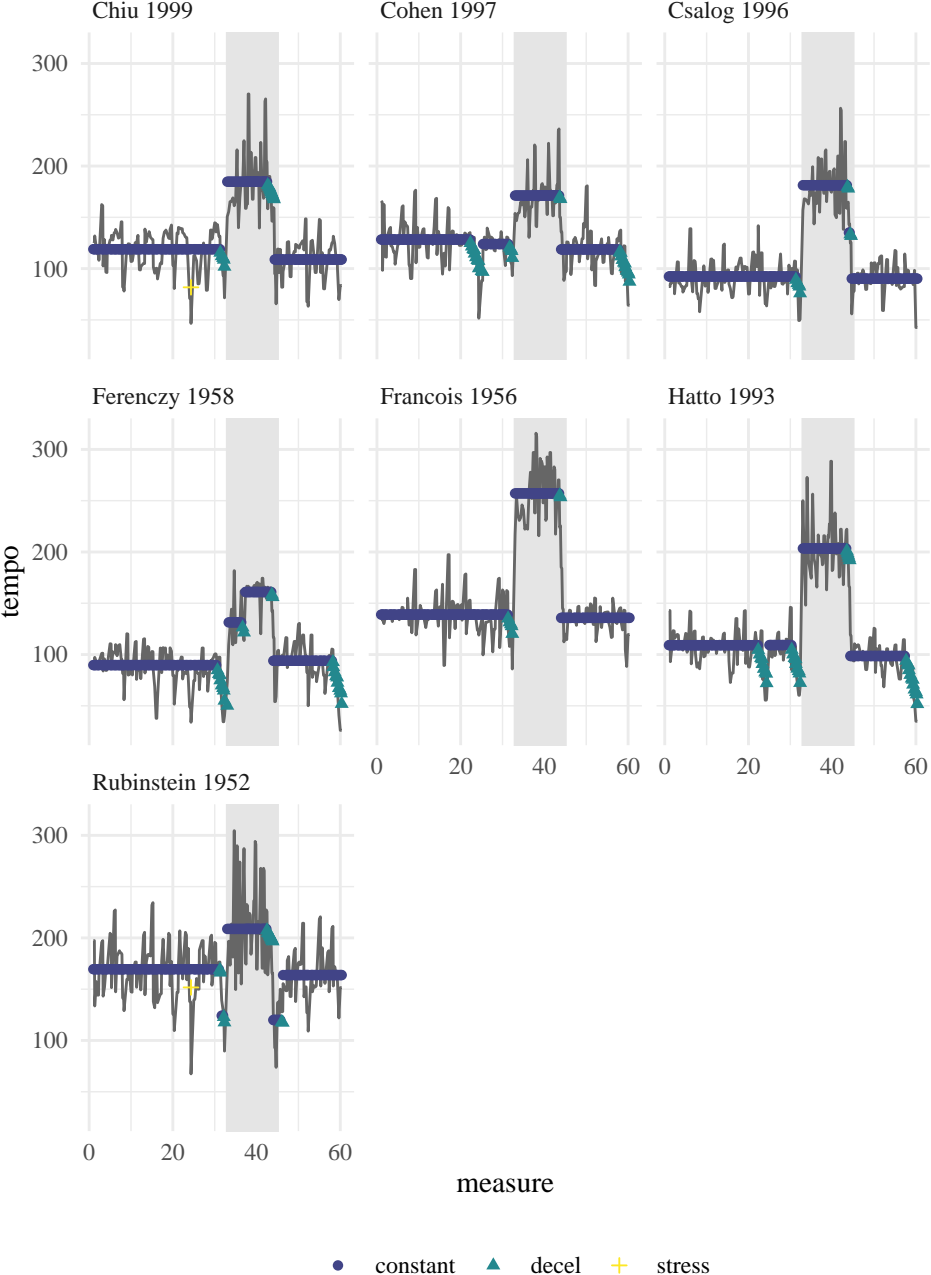 Chiu 1999 Cohen 1997 Csalog 1996
300
200
100
Ferenczy 1958 Francois 1956 Hatto 1993
300
200
100
tempo
0 20 40 60 0 20 40 60
Rubinstein 1952
300
200
100
0 20 40 60
measure
constant decel stress